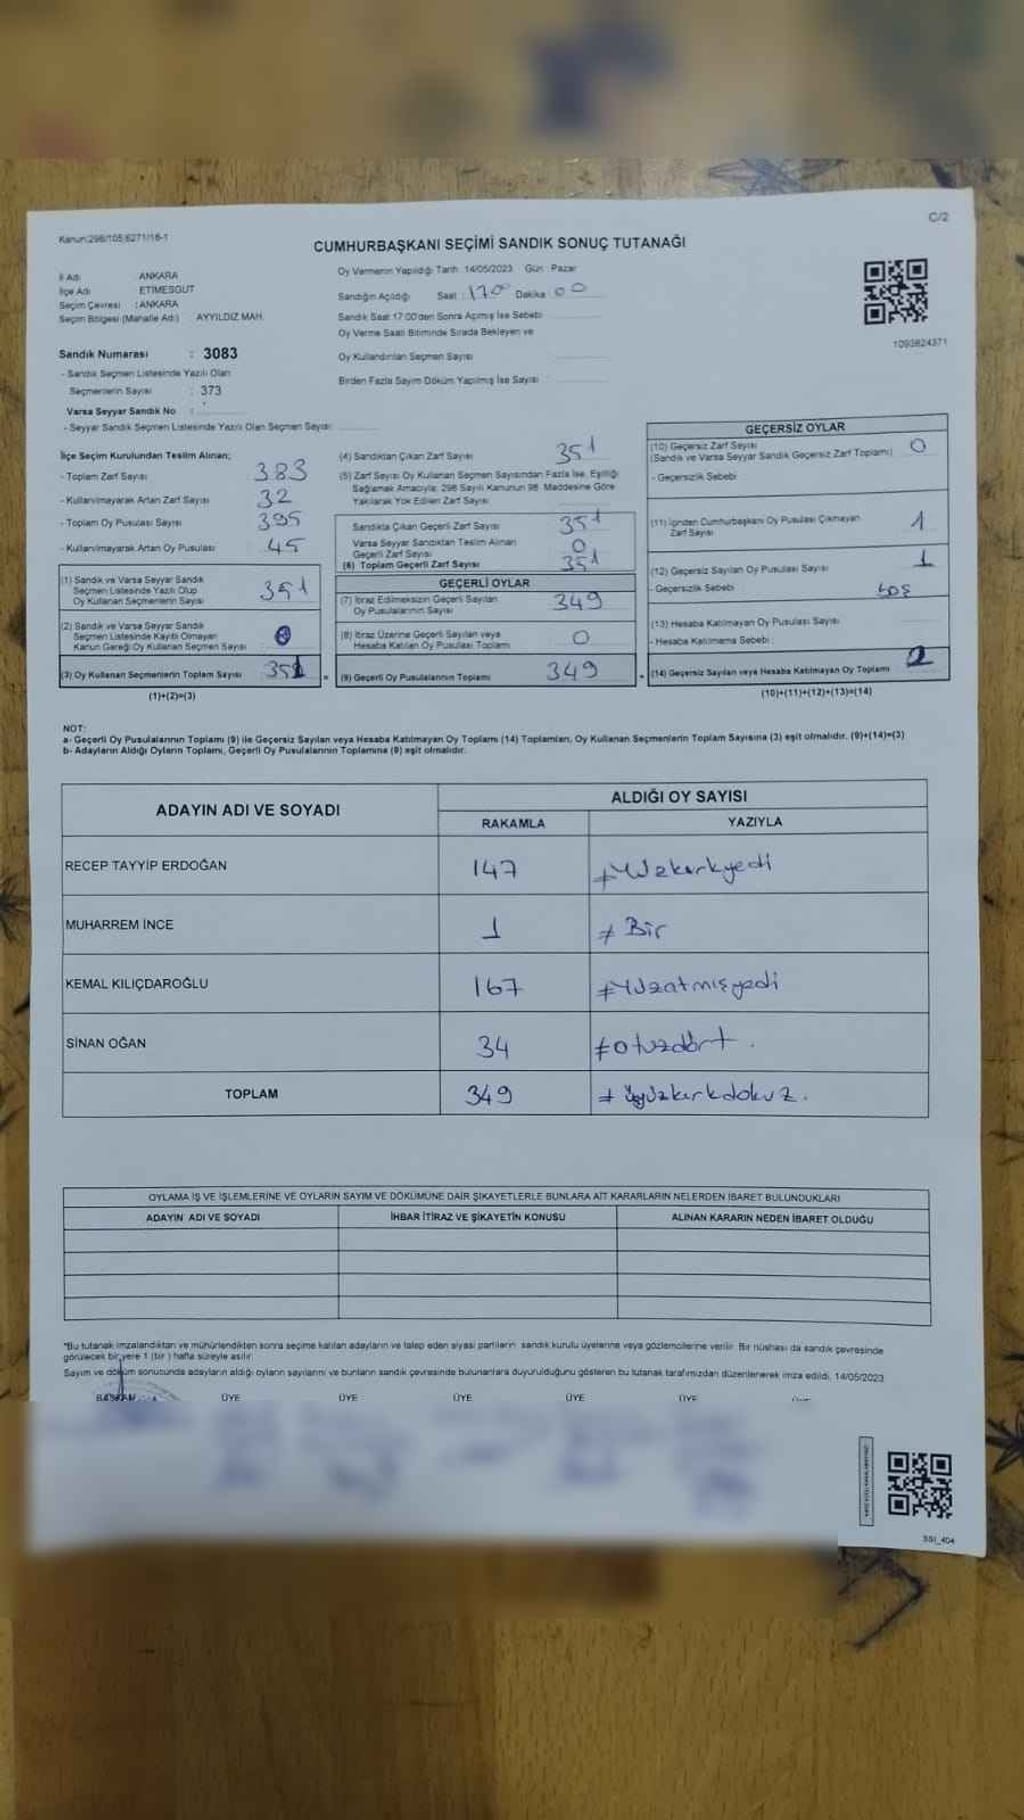 C/2
Kanun:298/105;6271/16-1
CUMHURBAŞKANI SEÇİMİ SANDIK SONUÇ TUTANAĞI
İl Adı ANKARA
İlçe Adı ETİMESGUT
Seçim Çevresi : ANKARA
Seçim Bölgesi (Mahalle Adı) AYYILDIZ MAH.
Oy Vermenin Yapıldığı Tarih: 14/05/2023 Gün: Pazar
Sandığın Açıldığı Saat : 17 00 Dakika 00
Sandık Saat 17:00'den Sonra Açılmış İse Sebebi
Oy Verme Saati Bitiminde Sırada Bekleyen ve
Oy Kullandırılan Seçmen Sayısı
Birden Fazla Sayım Döküm Yapılmış İse Sayısı
1093624371
Sandık Numarası : 3083
- Sandık Seçmen Listesinde Yazılı Olan
Seçmenlerin Sayısı : 373
Varsa Seyyar Sandık No :
- Seyyar Sandık Seçmen Listesinde Yazılı Olan Seçmen Sayısı
İlçe Seçim Kurulundan Teslim Alınan;
- Toplam Zarf Sayısı 383
- Kullanılmayarak Artan Zarf Sayısı 32
- Toplam Oy Pusulası Sayısı 395
- Kullanılmayarak Artan Oy Pusulası 45
(1) Sandık ve Varsa Seyyar Sandık
Seçmen Listesinde Yazılı Olup
Oy Kullanan Seçmenlerin Sayısı 351
(2) Sandık ve Varsa Seyyar Sandık
Seçmen Listesinde Kaydı Olmayan
Kanun Gereği Oy Kullanan Seçmen Sayısı 0
(3) Oy Kullanan Seçmenlerin Toplam Sayısı 351
(1)+(2)=(3)
(4) Sandıktan Çıkan Zarf Sayısı 351
(5) Zarf Sayısı Oy Kullanan Seçmen Sayısından Fazla İse, Eşitliği
Sağlamak Amacıyla; 298 Sayılı Kanunun 98. Maddesine Göre
Yakılarak Yok Edilen Zarf Sayısı
Sandıkta Çıkan Geçerli Zarf Sayısı 351
Varsa Seyyar Sandıktan Teslim Alınan
Geçerli Zarf Sayısı 0
(6) Toplam Geçerli Zarf Sayısı 351
GEÇERLİ OYLAR
(7) İtiraz Edilmeksizin Geçerli Sayılan
Oy Pusulalarının Sayısı 349
(8) İtiraz Üzerine Geçerli Sayılan veya
Hesaba Katılan Oy Pusulası Toplamı 0
(9) Geçerli Oy Pusulalarının Toplamı 349
GEÇERSİZ OYLAR
(10) Geçersiz Zarf Sayısı
(Sandık ve Varsa Seyyar Sandık Geçersiz Zarf Toplamı) 0
- Geçersizlik Sebebi
(11) İçinden Cumhurbaşkanı Oy Pusulası Çıkmayan
Zarf Sayısı 1
(12) Geçersiz Sayılan Oy Pusulası Sayısı 1
- Geçersizlik Sebebi boş
(13) Hesaba Katılmayan Oy Pusulası Sayısı
- Hesaba Katılmama Sebebi :
(14) Geçersiz Sayılan veya Hesaba Katılmayan Oy Toplamı 2
(10)+(11)+(12)+(13)=(14)
NOT:
a- Geçerli Oy Pusulalarının Toplamı (9) ile Geçersiz Sayılan veya Hesaba Katılmayan Oy Toplamı (14) Toplamları, Oy Kullanan Seçmenlerin Toplam Sayısına (3) eşit olmalıdır. (9)+(14)=(3)
b- Adayların Aldığı Oyların Toplamı, Geçerli Oy Pusulalarının Toplamına (9) eşit olmalıdır.
ADAYIN ADI VE SOYADI
ALDIĞI OY SAYISI
RAKAMLA YAZIYLA
RECEP TAYYİP ERDOĞAN 147 ≠ Yüzkırkyedi
MUHARREM İNCE 1 ≠ Bir
KEMAL KILIÇDAROĞLU 167 ≠ Yüzatmışyedi
SİNAN OĞAN 34 ≠ otuzdört.
TOPLAM 349 ≠ üçyüzkırkdokuz.
OYLAMA İŞ VE İŞLEMLERİNE VE OYLARIN SAYIM VE DÖKÜMÜNE DAİR ŞİKAYETLERLE BUNLARA AİT KARARLARIN NELERDEN İBARET BULUNDUKLARI
ADAYIN ADI VE SOYADI İHBAR İTİRAZ VE ŞİKAYETİN KONUSU ALINAN KARARIN NEDEN İBARET OLDUĞU
*Bu tutanak imzalandıktan ve mühürlendikten sonra seçime katılan adayların ve talep eden siyasi partilerin sandık kurulu üyelerine veya gözlemcilerine verilir. Bir nüshası da sandık çevresinde
görülecek bir yere 1 (bir ) hafta süreyle asılır.
Sayım ve döküm sonucunda adayların aldığı oyların sayılarını ve bunların sandık çevresinde bulunanlara duyurulduğunu gösteren bu tutanak tarafımızdan düzenlenerek imza edildi. 14/05/2023
BAŞKAN ÜYE ÜYE ÜYE ÜYE ÜYE
SSI_404